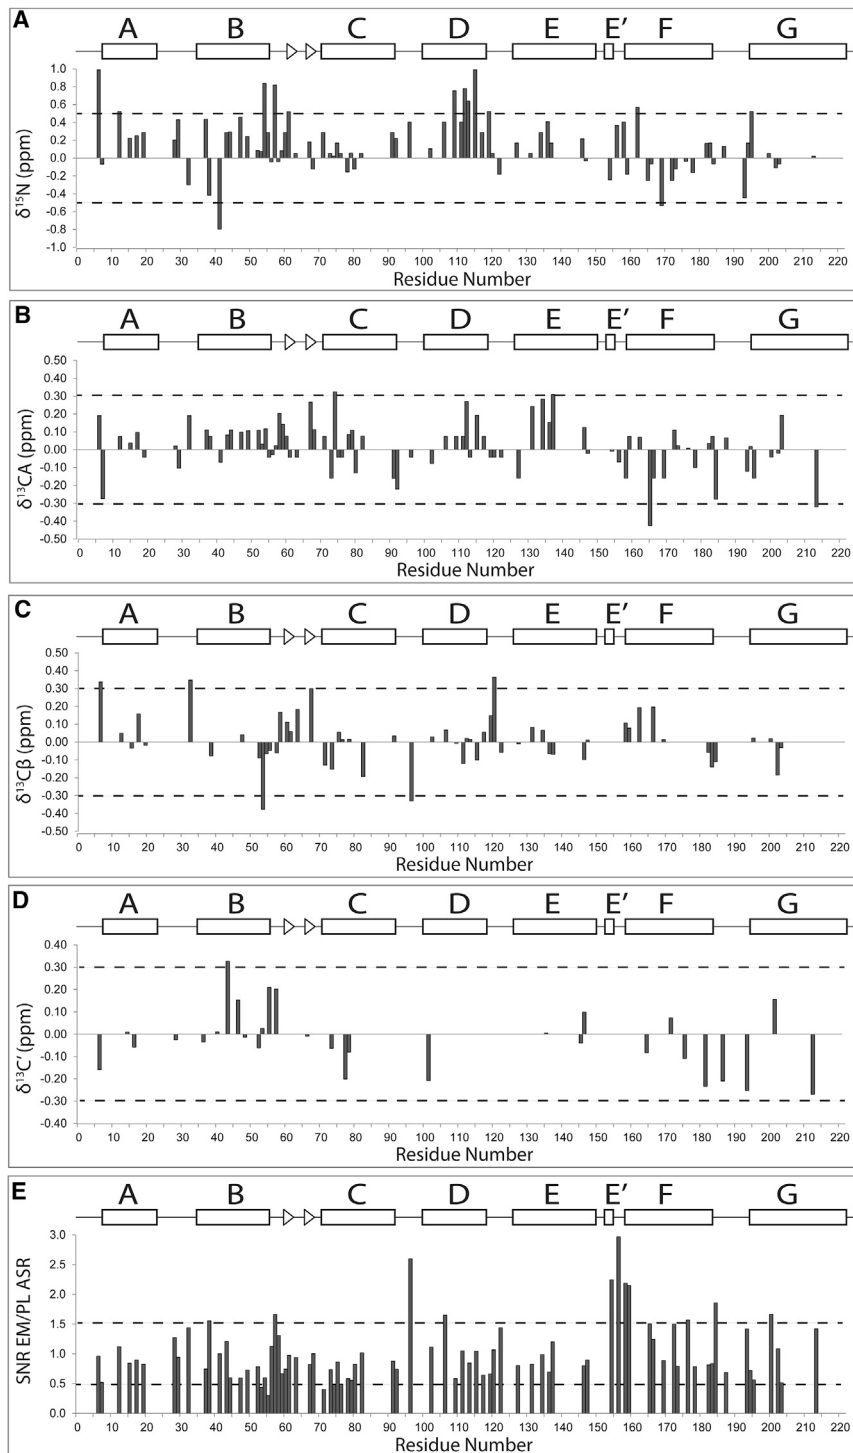 A
A B C D E E′ F G
δ¹⁵N (ppm)
1.0
0.8
0.6
0.4
0.2
0.0
-0.2
-0.4
-0.6
-0.8
-1.0
0 10 20 30 40 50 60 70 80 90 100 110 120 130 140 150 160 170 180 190 200 210 220
Residue Number
B
A B C D E E′ F G
δ¹³CA (ppm)
0.50
0.40
0.30
0.20
0.10
0.00
-0.10
-0.20
-0.30
-0.40
-0.50
0 10 20 30 40 50 60 70 80 90 100 110 120 130 140 150 160 170 180 190 200 210 220
Residue Number
C
A B C D E E′ F G
δ¹³Cβ (ppm)
0.50
0.40
0.30
0.20
0.10
0.00
-0.10
-0.20
-0.30
-0.40
-0.50
0 10 20 30 40 50 60 70 80 90 100 110 120 130 140 150 160 170 180 190 200 210 220
Residue Number
D
A B C D E E′ F G
δ¹³C′ (ppm)
0.40
0.30
0.20
0.10
0.00
-0.10
-0.20
-0.30
-0.40
0 10 20 30 40 50 60 70 80 90 100 110 120 130 140 150 160 170 180 190 200 210 220
Residue Number
E
A B C D E E′ F G
SNR EM/PL ASR
3.0
2.5
2.0
1.5
1.0
0.5
0.0
0 10 20 30 40 50 60 70 80 90 100 110 120 130 140 150 160 170 180 190 200 210 220
Residue Number